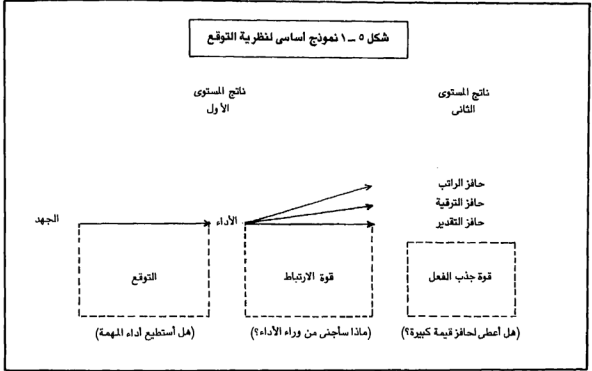 شكل ٥ – ١ نموذج أساسى لنظرية التوقع
ناتج المستوى
الأول
ناتج المستوى
الثانى
الجهد
الأداء
حافز الراتب
حافز الترقية
حافز التقدير
التوقع
قوة الارتباط
قوة جذب الفعل
(هل أستطيع أداء المهمة)
(ماذا سأجنى من وراء الأداء؟)
(هل أعطى لحافز قيمة كبيرة؟)